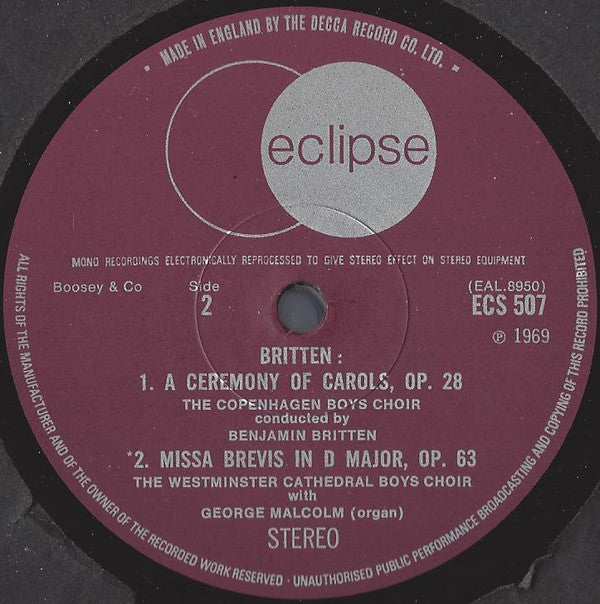 • MADE IN ENGLAND BY THE DECCA RECORD CO. LTD. •
eclipse
MONO RECORDINGS ELECTRONICALLY REPROCESSED TO GIVE STEREO EFFECT ON STEREO EQUIPMENT
Boosey & Co
Side
2
(EAL.8950)
ECS 507
Ⓟ 1969
BRITTEN :
1. A CEREMONY OF CAROLS, OP. 28
THE COPENHAGEN BOYS CHOIR
conducted by
BENJAMIN BRITTEN
*2. MISSA BREVIS IN D MAJOR, OP. 63
THE WESTMINSTER CATHEDRAL BOYS CHOIR
with
GEORGE MALCOLM (organ)
STEREO
ALL RIGHTS OF THE MANUFACTURER AND OF THE OWNER OF THE RECORDED WORK RESERVED · UNAUTHORISED PUBLIC PERFORMANCE BROADCASTING AND COPYING OF THIS RECORD PROHIBITED